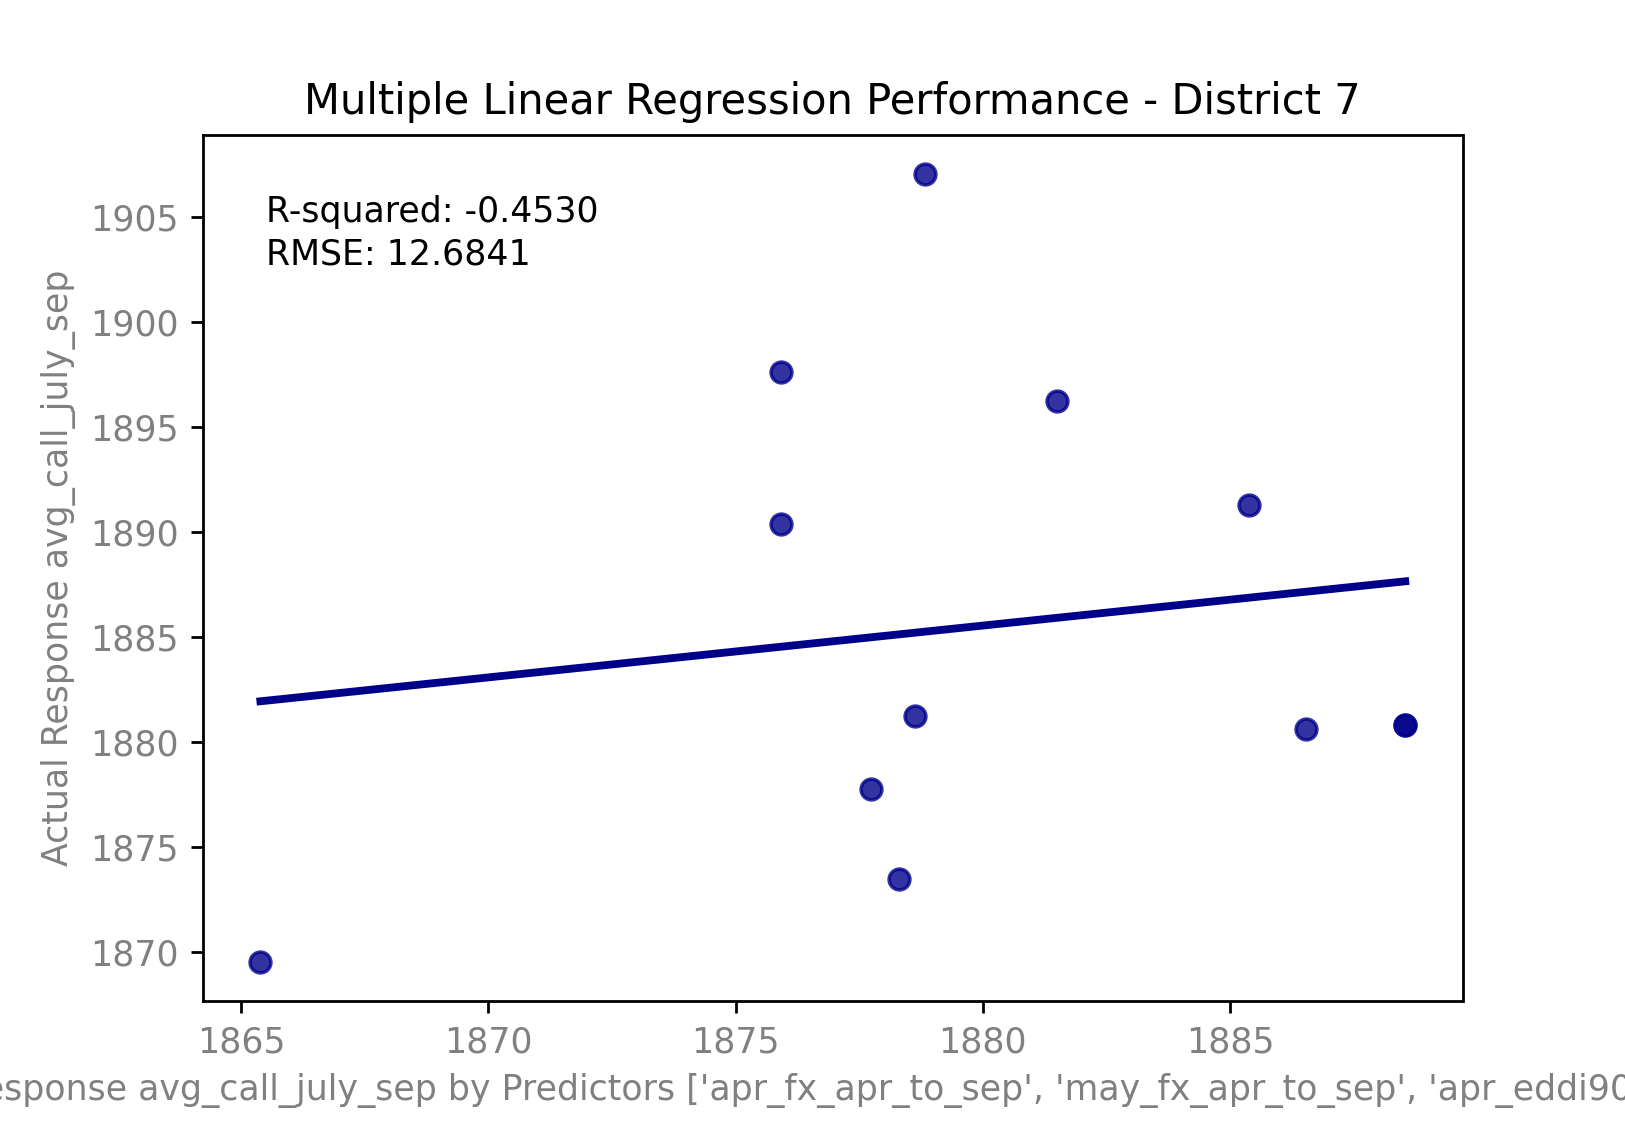 Multiple Linear Regression Performance - District 7
R-squared: -0.4530
RMSE: 12.6841
Actual Response avg_call_july_sep
1905
1900
1895
1890
1885
1880
1875
1870
1865 1870 1875 1880 1885
esponse avg_call_july_sep by Predictors ['apr_fx_apr_to_sep', 'may_fx_apr_to_sep', 'apr_eddi90